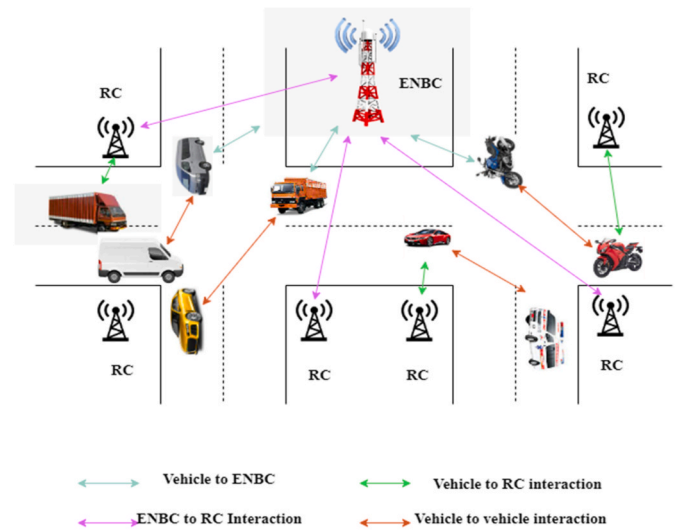 RC
ENBC
RC
RC
RC
RC
RC
Vehicle to ENBC
Vehicle to RC interaction
ENBC to RC Interaction
Vehicle to vehicle interaction